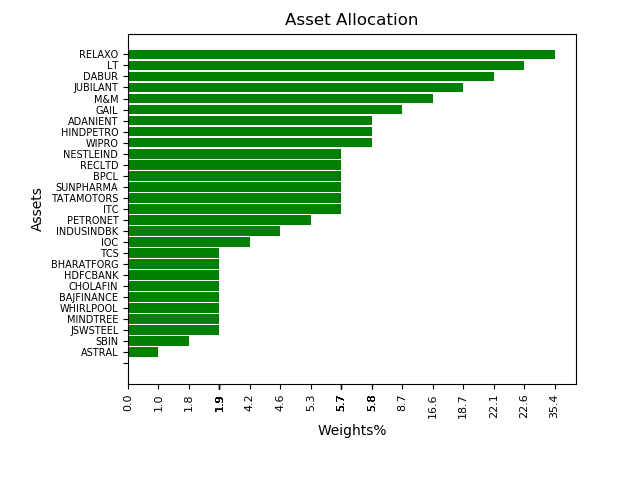 Asset Allocation
RELAXO
LT
DABUR
JUBILANT
M&M
GAIL
ADANIENT
HINDPETRO
WIPRO
NESTLEIND
RECLTD
BPCL
SUNPHARMA
TATAMOTORS
ITC
PETRONET
INDUSINDBK
IOC
TCS
BHARATFORG
HDFCBANK
CHOLAFIN
BAJFINANCE
WHIRLPOOL
MINDTREE
JSWSTEEL
SBIN
ASTRAL
Assets
0.0 1.0 1.8 1.9 4.2 4.6 5.3 5.7 5.8 8.7 16.6 18.7 22.1 22.6 35.4
Weights%